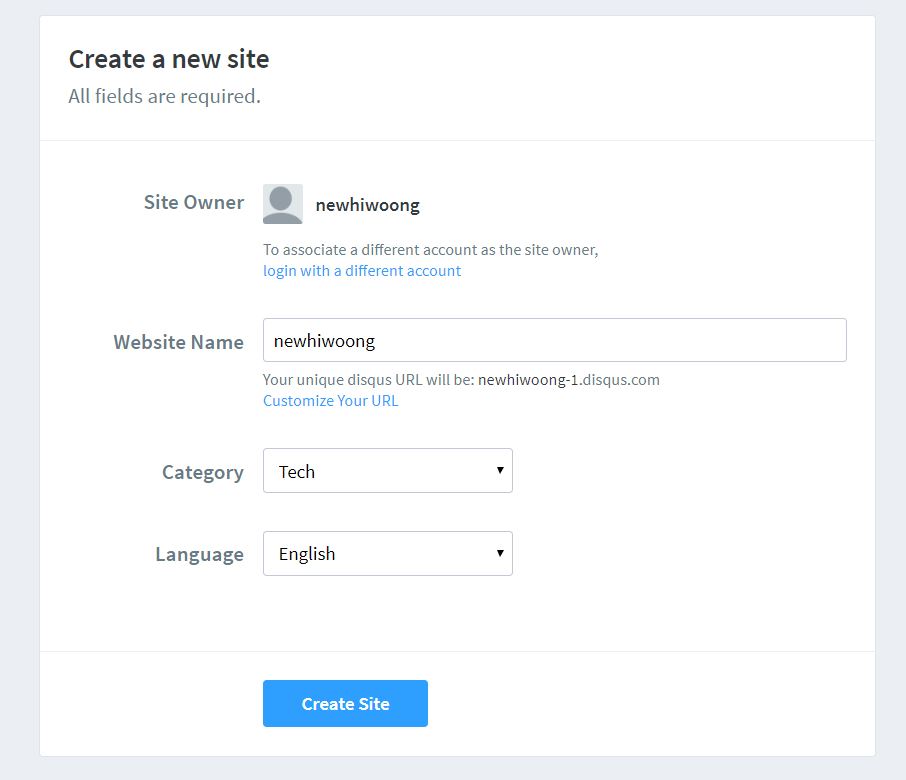 Create a new site
All fields are required.
Site Owner
newhiwoong
To associate a different account as the site owner,
login with a different account
Website Name
newhiwoong
Your unique disqus URL will be: newhiwoong-1.disqus.com
Customize Your URL
Category
Tech
Language
English
Create Site